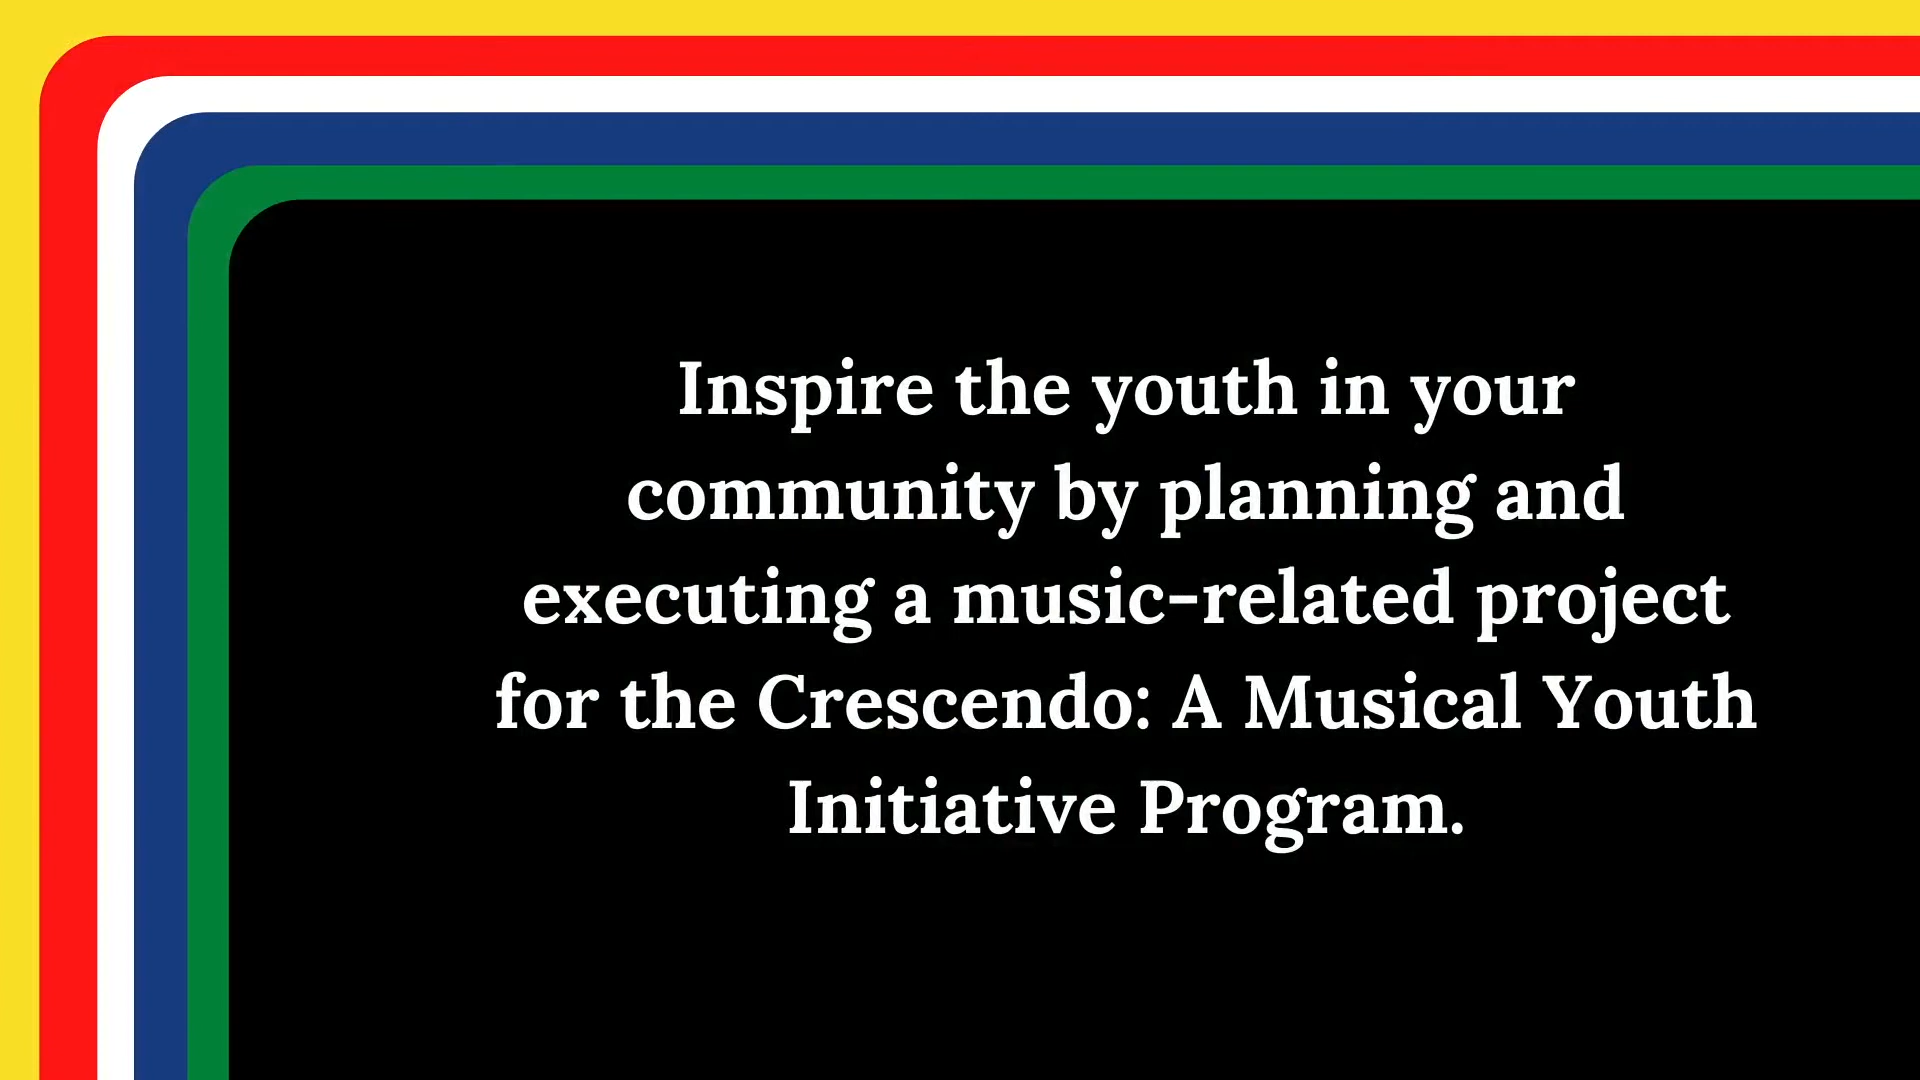 Inspire the youth in your
community by planning and
executing a music-related project
for the Crescendo: A Musical Youth
Initiative Program.